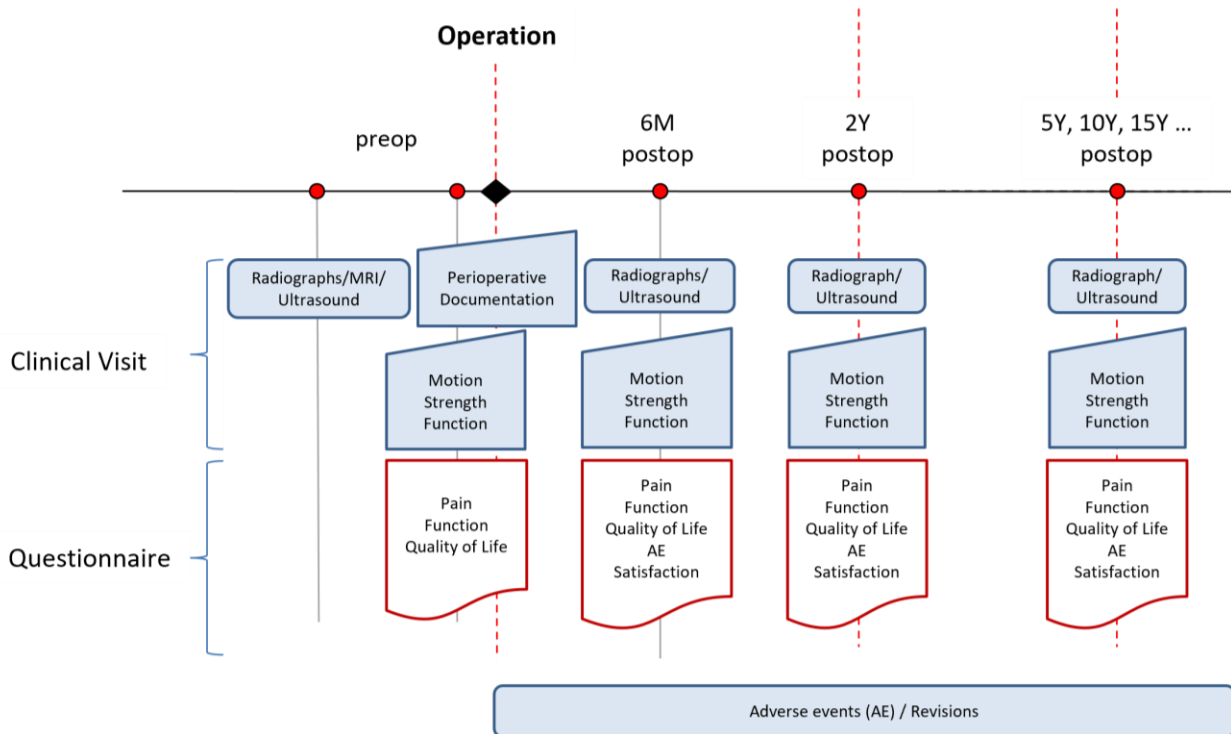 Operation
preop
6M
postop
2Y
postop
5Y, 10Y, 15Y ...
postop
Clinical Visit
Radiographs/MRI/
Ultrasound
Perioperative
Documentation
Radiographs/
Ultrasound
Radiograph/
Ultrasound
Radiograph/
Ultrasound
Motion
Strength
Function
Motion
Strength
Function
Motion
Strength
Function
Motion
Strength
Function
Questionnaire
Pain
Function
Quality of Life
Pain
Function
Quality of Life
AE
Satisfaction
Pain
Function
Quality of Life
AE
Satisfaction
Pain
Function
Quality of Life
AE
Satisfaction
Adverse events (AE) / Revisions